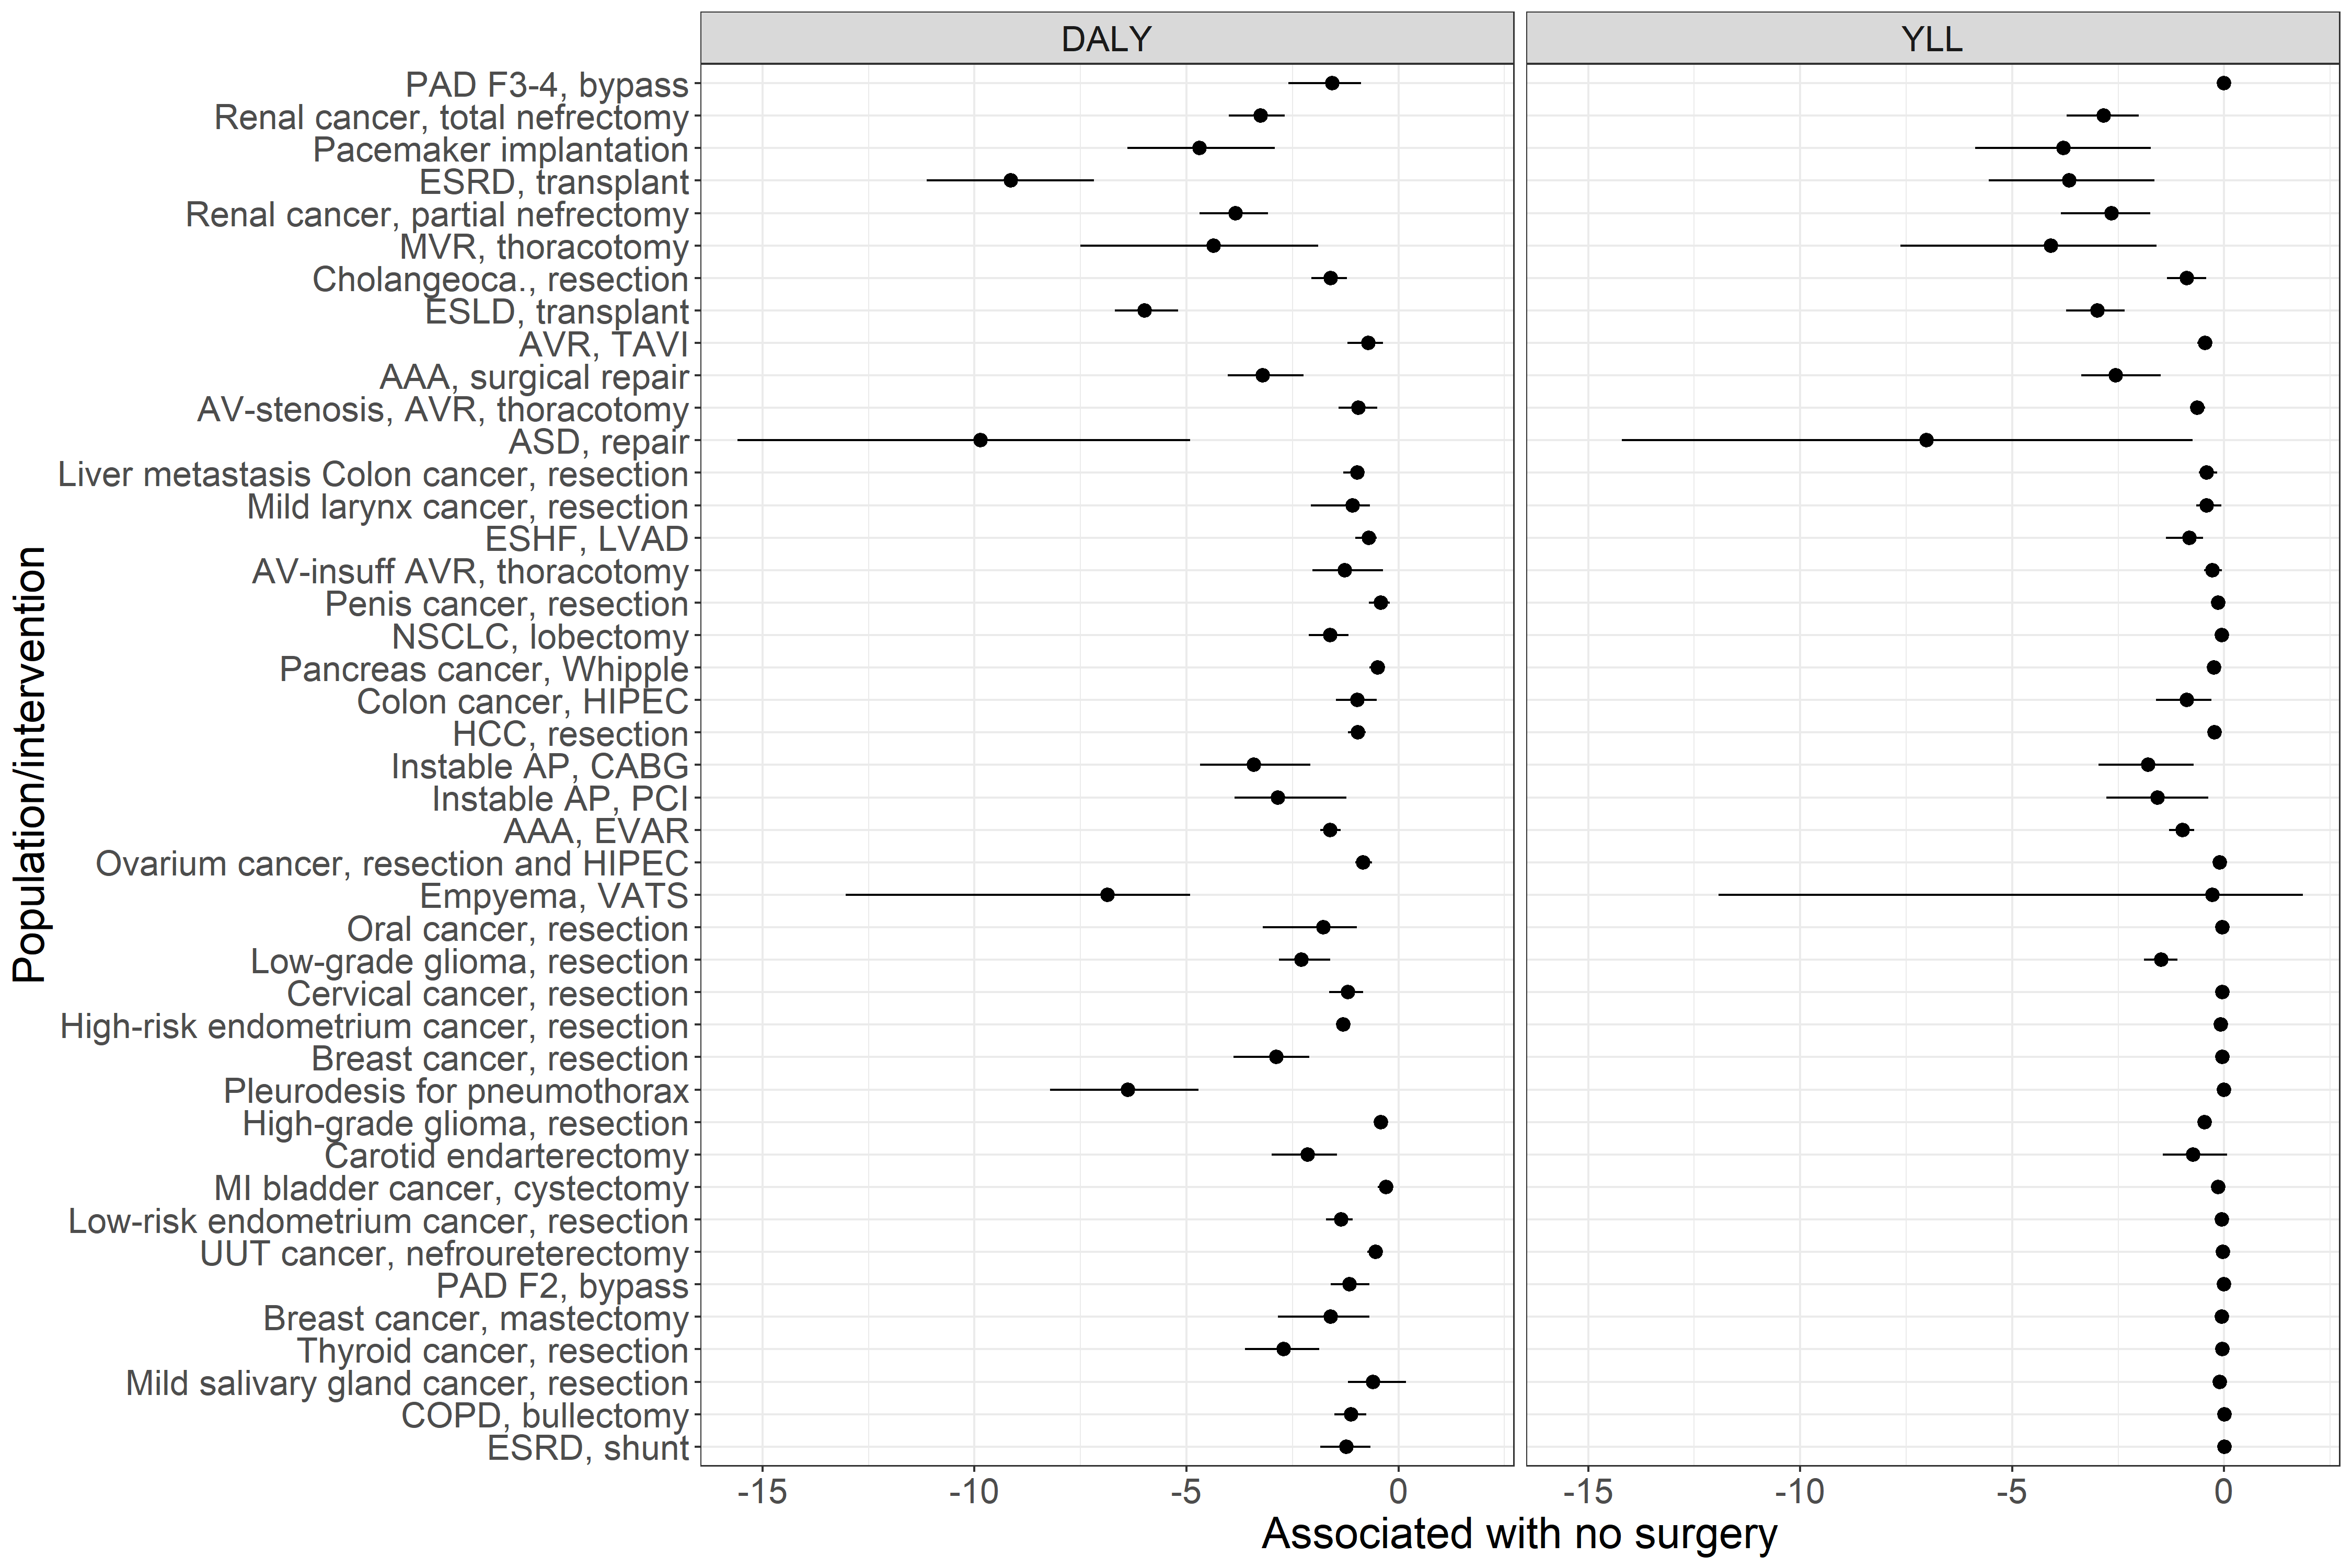 DALY
YLL
PAD F3-4, bypass
Renal cancer, total nefrectomy
Pacemaker implantation
ESRD, transplant
Renal cancer, partial nefrectomy
MVR, thoracotomy
Cholangeoca., resection
ESLD, transplant
AVR, TAVI
AAA, surgical repair
AV-stenosis, AVR, thoracotomy
ASD, repair
Liver metastasis Colon cancer, resection
Mild larynx cancer, resection
ESHF, LVAD
AV-insuff AVR, thoracotomy
Penis cancer, resection
NSCLC, lobectomy
Pancreas cancer, Whipple
Colon cancer, HIPEC
HCC, resection
Instable AP, CABG
Instable AP, PCI
AAA, EVAR
Ovarium cancer, resection and HIPEC
Empyema, VATS
Oral cancer, resection
Low-grade glioma, resection
Cervical cancer, resection
High-risk endometrium cancer, resection
Breast cancer, resection
Pleurodesis for pneumothorax
High-grade glioma, resection
Carotid endarterectomy
MI bladder cancer, cystectomy
Low-risk endometrium cancer, resection
UUT cancer, nefroureterectomy
PAD F2, bypass
Breast cancer, mastectomy
Thyroid cancer, resection
Mild salivary gland cancer, resection
COPD, bullectomy
ESRD, shunt
Population/intervention
-15 -10 -5 0
-15 -10 -5 0
Associated with no surgery